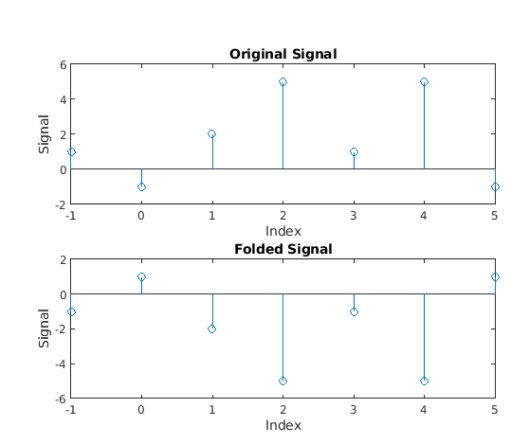 Original Signal
6
4
2
0
-2
Signal
-1 0 1 2 3 4 5
Index
Folded Signal
2
0
-2
-4
-6
Signal
-1 0 1 2 3 4 5
Index